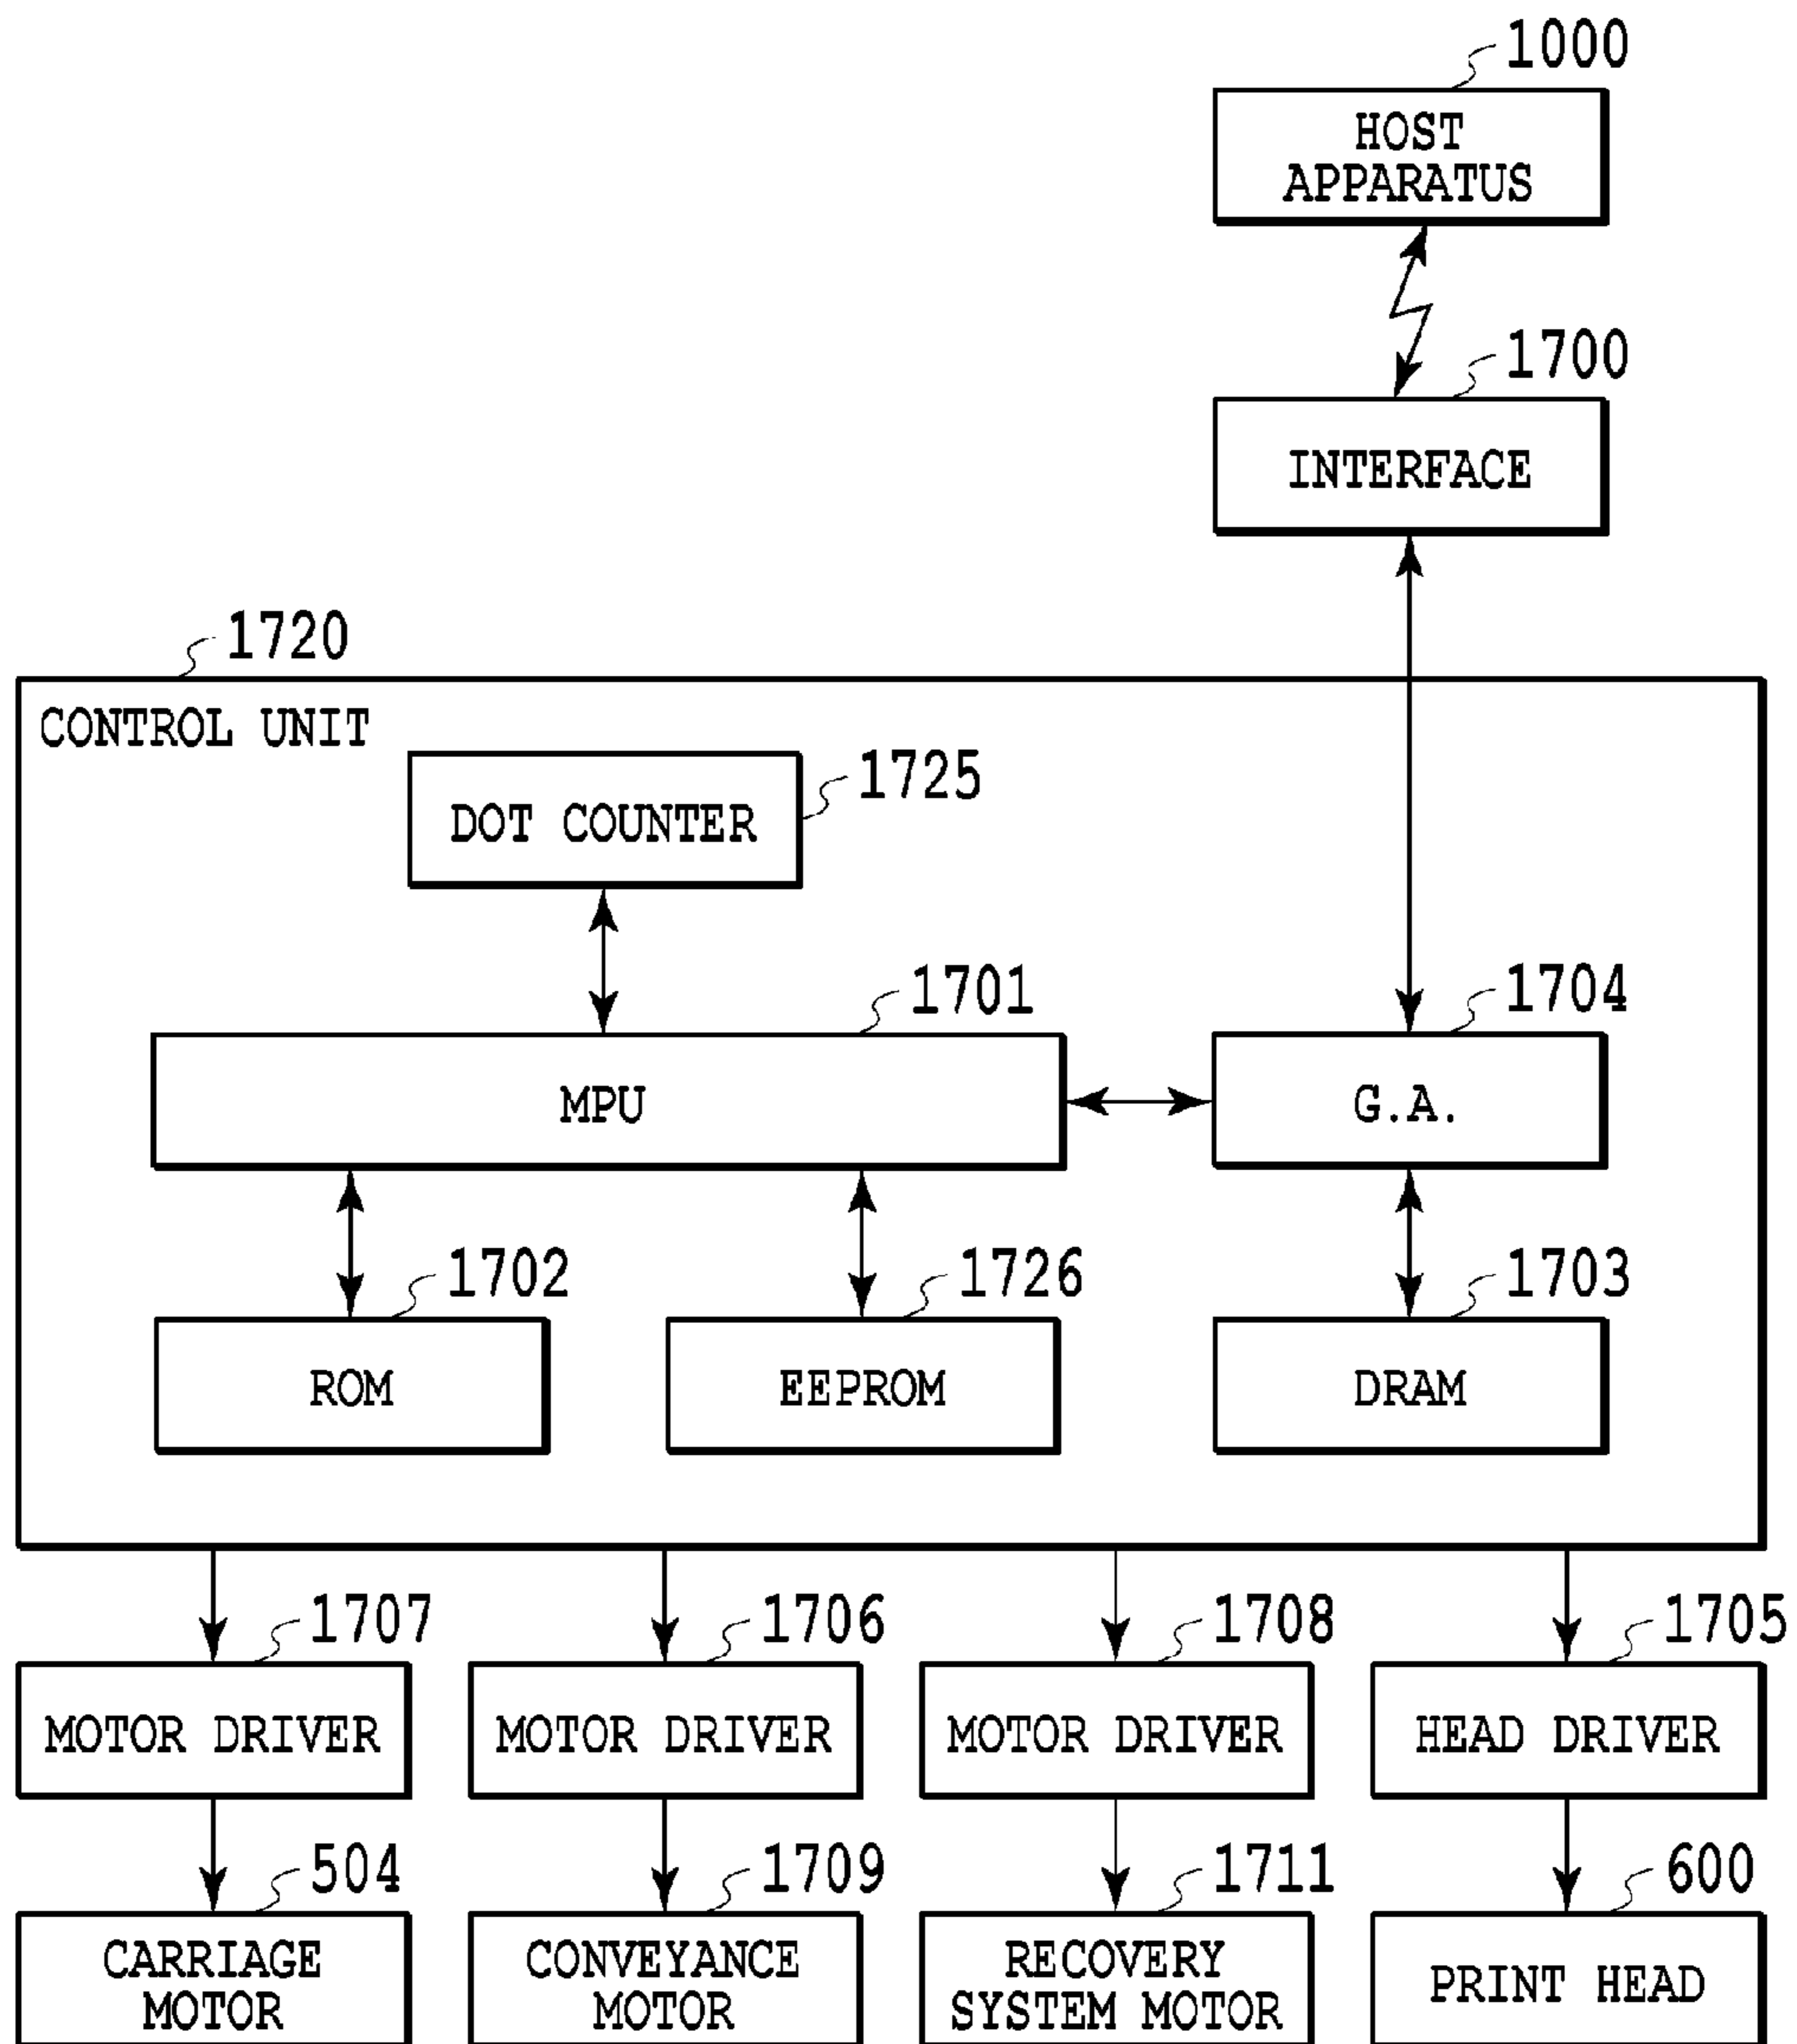 1000
HOST
APPARATUS
1700
INTERFACE
1720
CONTROL UNIT
1725
DOT COUNTER
1701
MPU
1704
G.A.
1702
ROM
1726
EEPROM
1703
DRAM
1707
MOTOR DRIVER
1706
MOTOR DRIVER
1708
MOTOR DRIVER
1705
HEAD DRIVER
504
CARRIAGE
MOTOR
1709
CONVEYANCE
MOTOR
1711
RECOVERY
SYSTEM MOTOR
600
PRINT HEAD